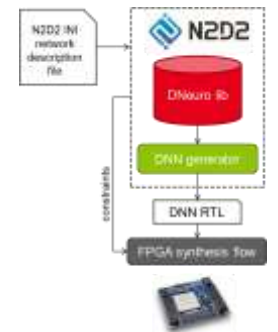 N2D2 INI
network
description
file
N2D2
DNeuro lib
DNN generator
constraints
DNN RTL
FPGA synthesis flow